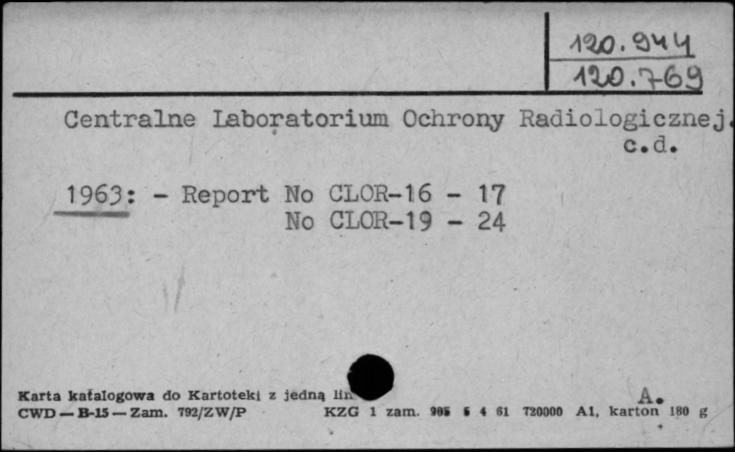 120.944
120.769
Centralne Laboratorium Ochrony Radiologicznej.
c.d.
1963: - Report No CLOR-16 - 17
No CLOR-19 - 24
Karta katalogowa do Kartoteki z jedną
A.
CWD — B-15 — Zam. 792/ZW/P KZG 1 zam. 4 61 720000 A1, karton 180 g